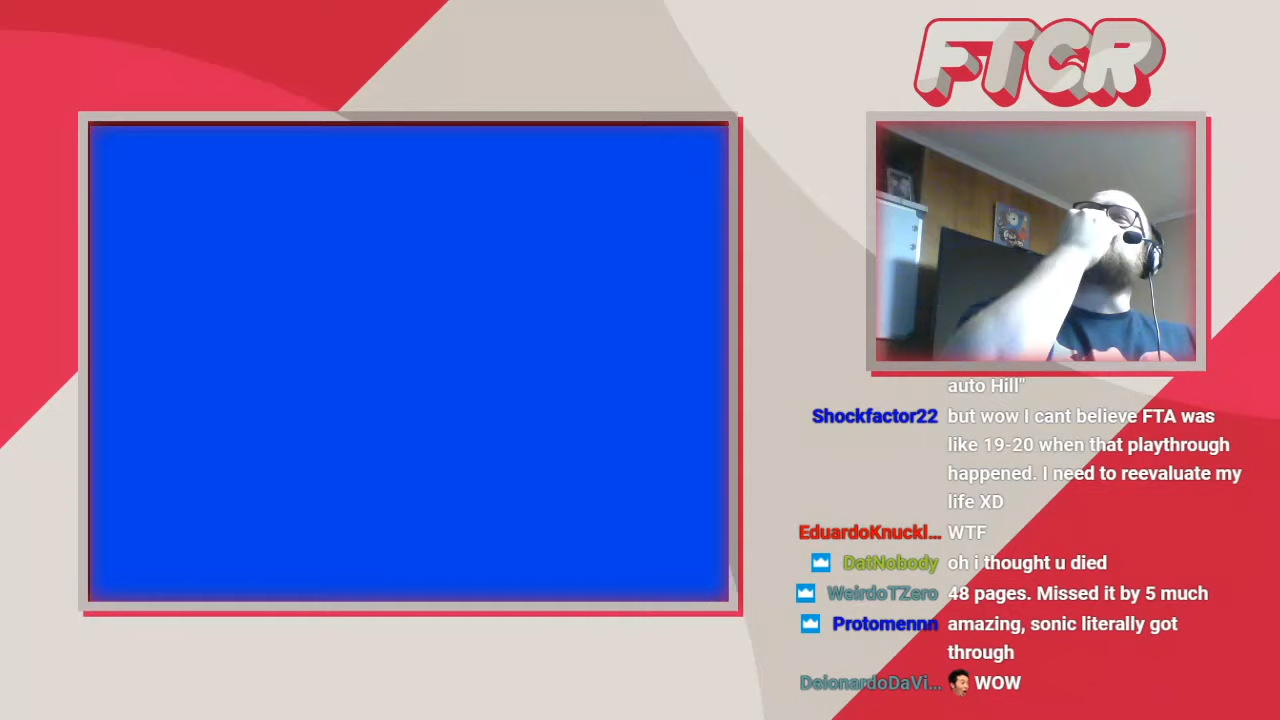 FTCR
auto Hill"
Shockfactor22 but wow I cant believe FTA was
like 19-20 when that playthrough
happened. I need to reevaluate my
life XD
EduardoKnuckl... WTF
DatNobody oh i thought u died
WeirdoTZero 48 pages. Missed it by 5 much
Protomennn amazing, sonic literally got
through
DeionardoDaVi... WOW